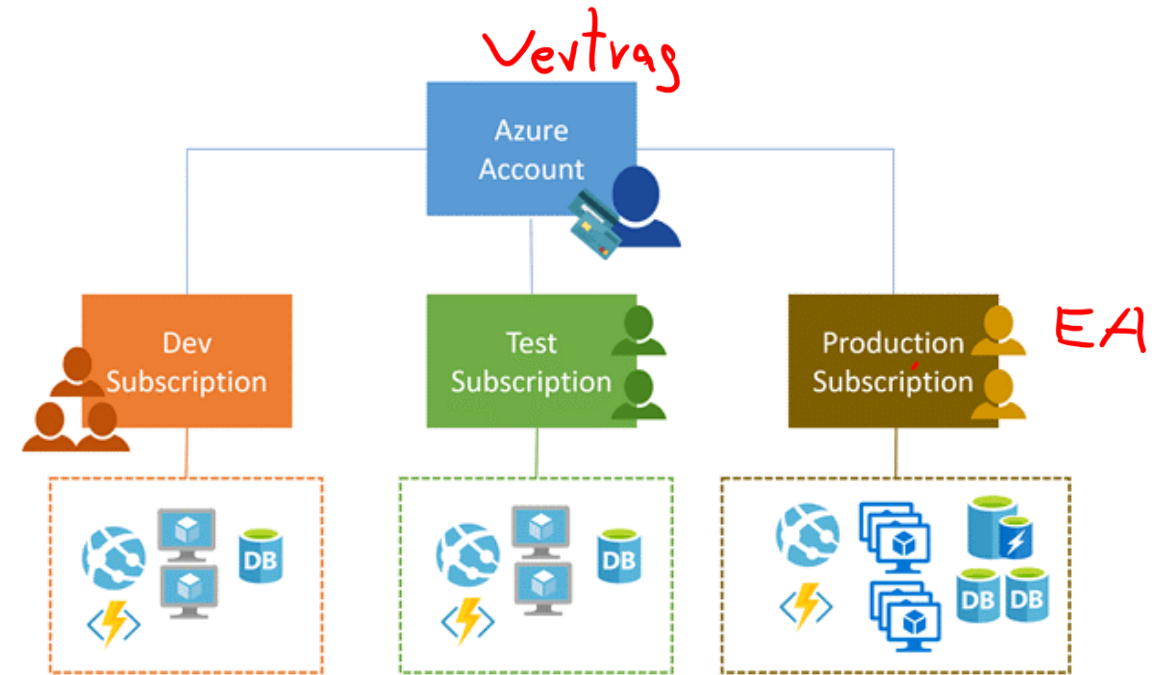 Vertrag
Azure
Account
Dev
Subscription
Test
Subscription
Production
Subscription
EA
DB
DB
DB
DB